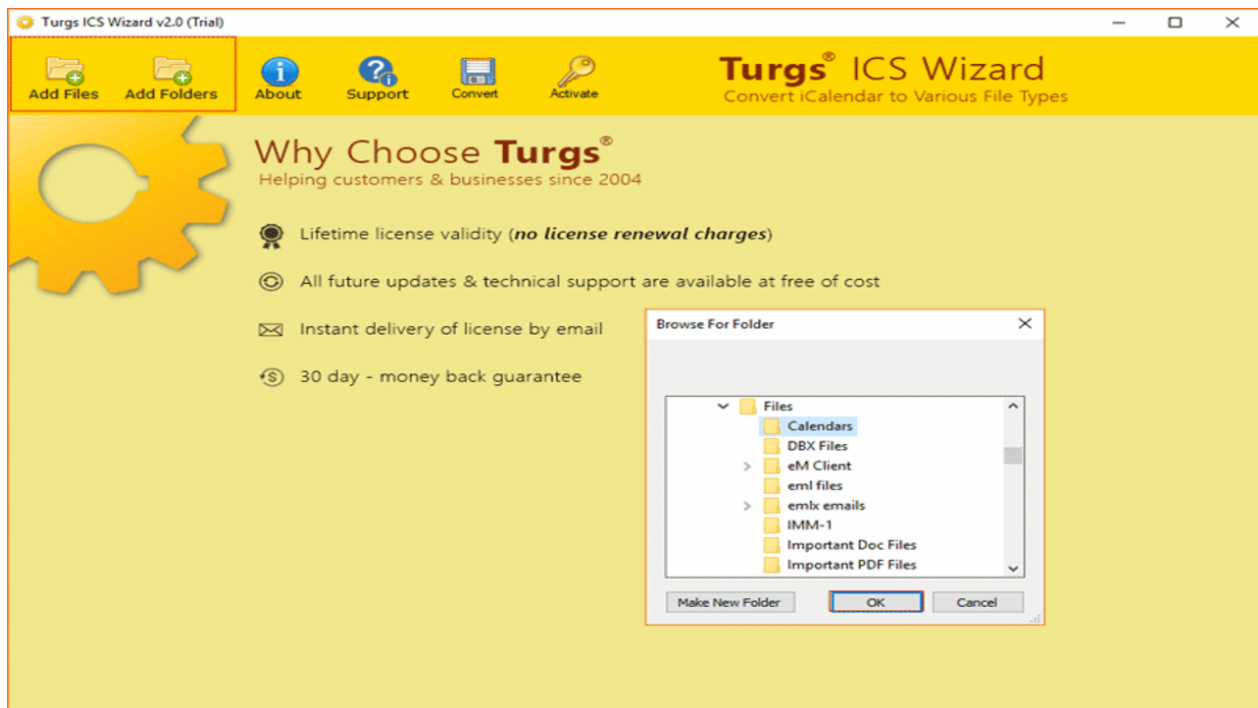 Turgs ICS Wizard v2.0 (Trial)
Add Files Add Folders About Support Convert Activate
Turgs® ICS Wizard
Convert iCalendar to Various File Types
Why Choose Turgs®
Helping customers & businesses since 2004
Lifetime license validity (no license renewal charges)
All future updates & technical support are available at free of cost
Instant delivery of license by email
30 day - money back guarantee
Browse For Folder
Files
Calendars
DBX Files
eM Client
eml files
emlx emails
IMM-1
Important Doc Files
Important PDF Files
Make New Folder OK Cancel